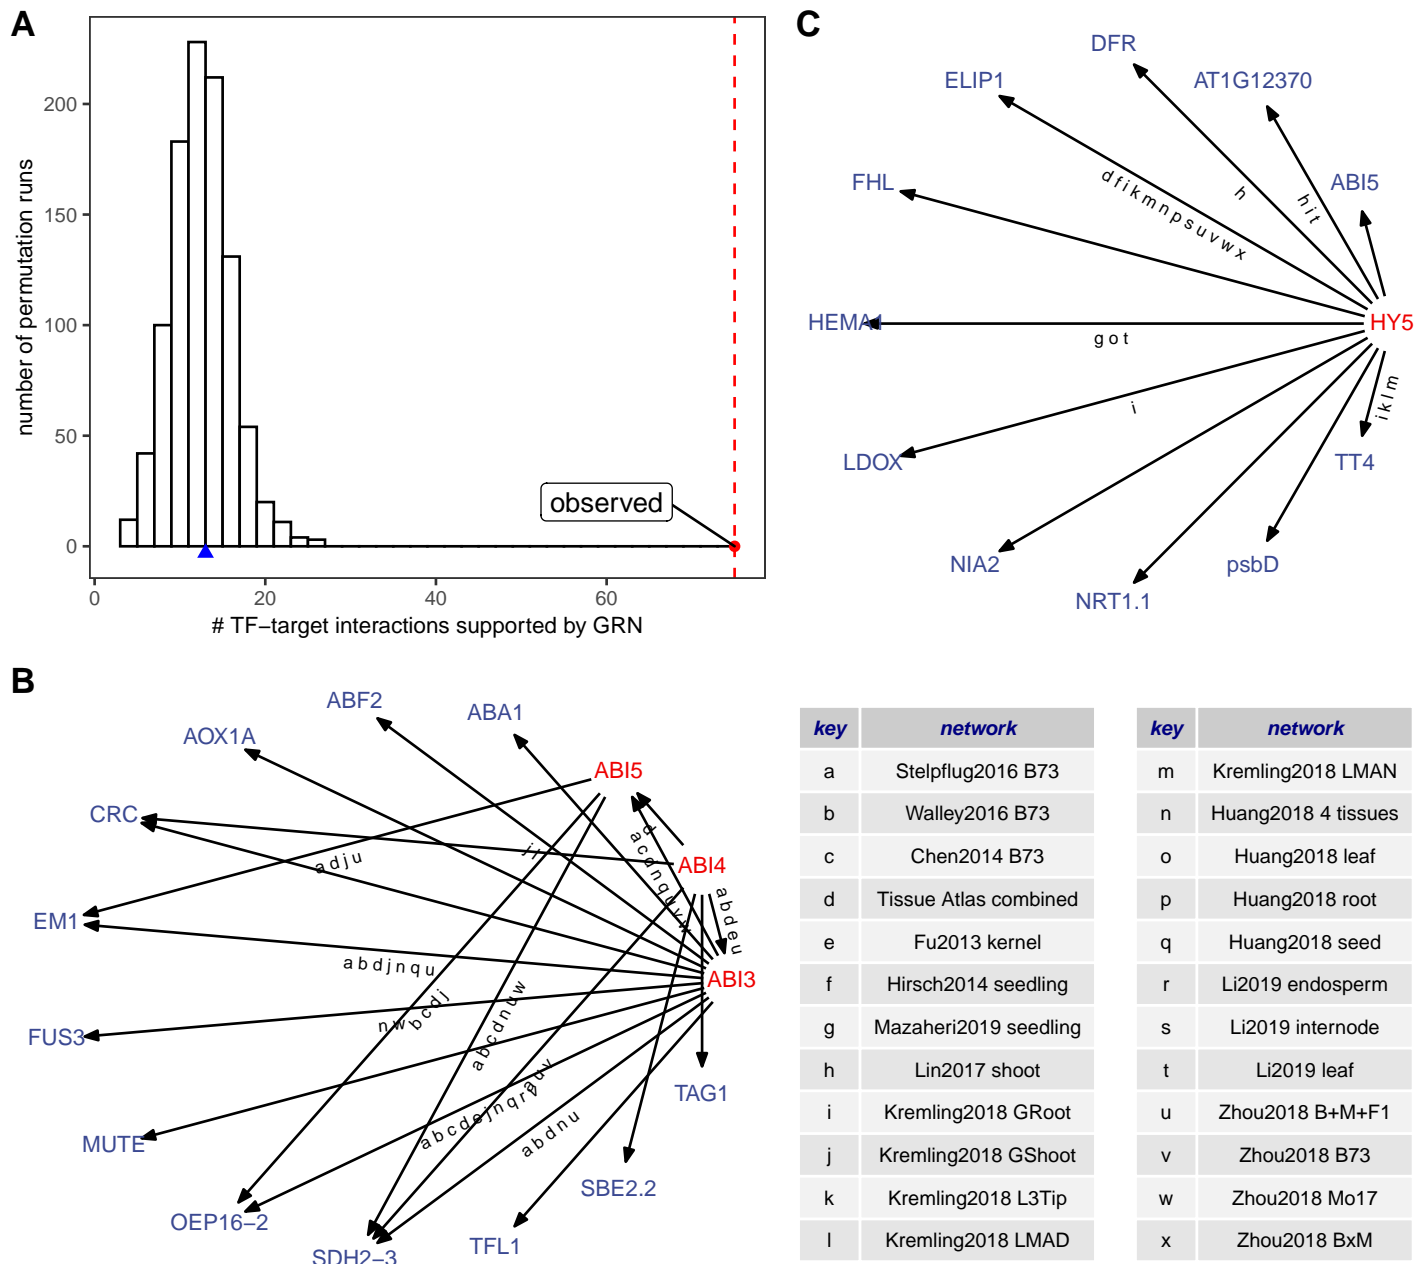 A
number of permutation runs
200
150
100
50
0
observed
0 20 40 60
# TF−target interactions supported by GRN
C
DFR
ELIP1
AT1G12370
FHL
ABI5
d f i k m n p s u v w x
h
h i t
HEMA1
HY5
g o t
i
i k l m
LDOX
TT4
NIA2
psbD
NRT1.1
B
ABF2
ABA1
AOX1A
ABI5
CRC
d
ABI4
a d j u
a b d e u
EM1
a b d j n q u
ABI3
n w
b c d j
a b c d n u w
FUS3
TAG1
a b d n u
MUTE
SBE2.2
OEP16−2
TFL1
SDH2−3
key network
a Stelpflug2016 B73
b Walley2016 B73
c Chen2014 B73
d Tissue Atlas combined
e Fu2013 kernel
f Hirsch2014 seedling
g Mazaheri2019 seedling
h Lin2017 shoot
i Kremling2018 GRoot
j Kremling2018 GShoot
k Kremling2018 L3Tip
l Kremling2018 LMAD
key network
m Kremling2018 LMAN
n Huang2018 4 tissues
o Huang2018 leaf
p Huang2018 root
q Huang2018 seed
r Li2019 endosperm
s Li2019 internode
t Li2019 leaf
u Zhou2018 B+M+F1
v Zhou2018 B73
w Zhou2018 Mo17
x Zhou2018 BxM